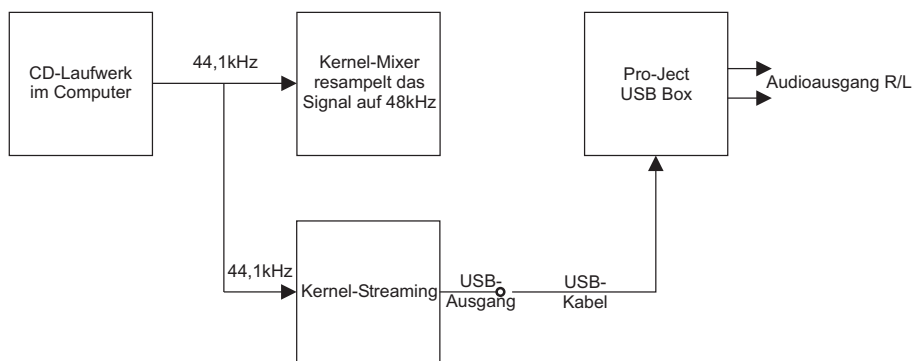 CD-Laufwerk
im Computer
44,1kHz
Kernel-Mixer
resampelt das
Signal auf 48kHz
Pro-Ject
USB Box
Audioausgang R/L
44,1kHz
Kernel-Streaming
USB-
Ausgang
USB-
Kabel